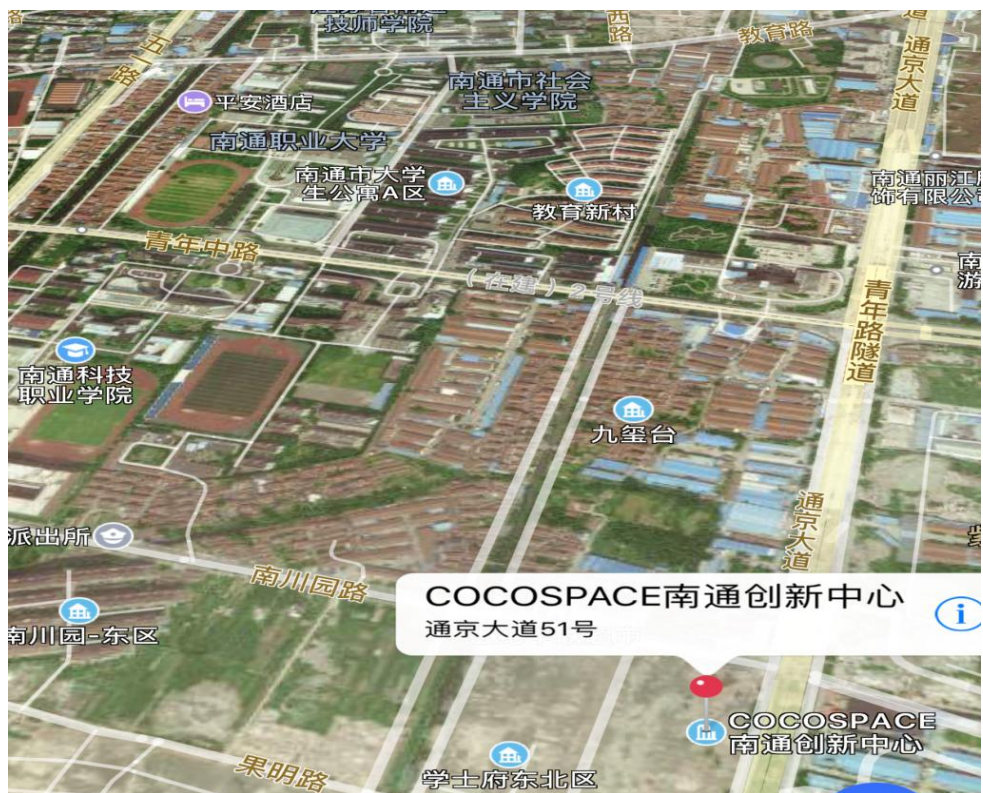 技师学院
西路
教育路
通京大道
五一路
平安酒店
南通市社会
主义学院
南通职业大学
南通市大学
生公寓A区
教育新村
南通丽江
饰有限公
青年中路
（在建）2号线
南
游
青年路隧道
南通科技
职业学院
九玺台
通京大道
派出所
南川园路
COCOSPACE南通创新中心
通京大道51号
南川园-东区
COCOSPACE
南通创新中心
学士府东北区
果明路